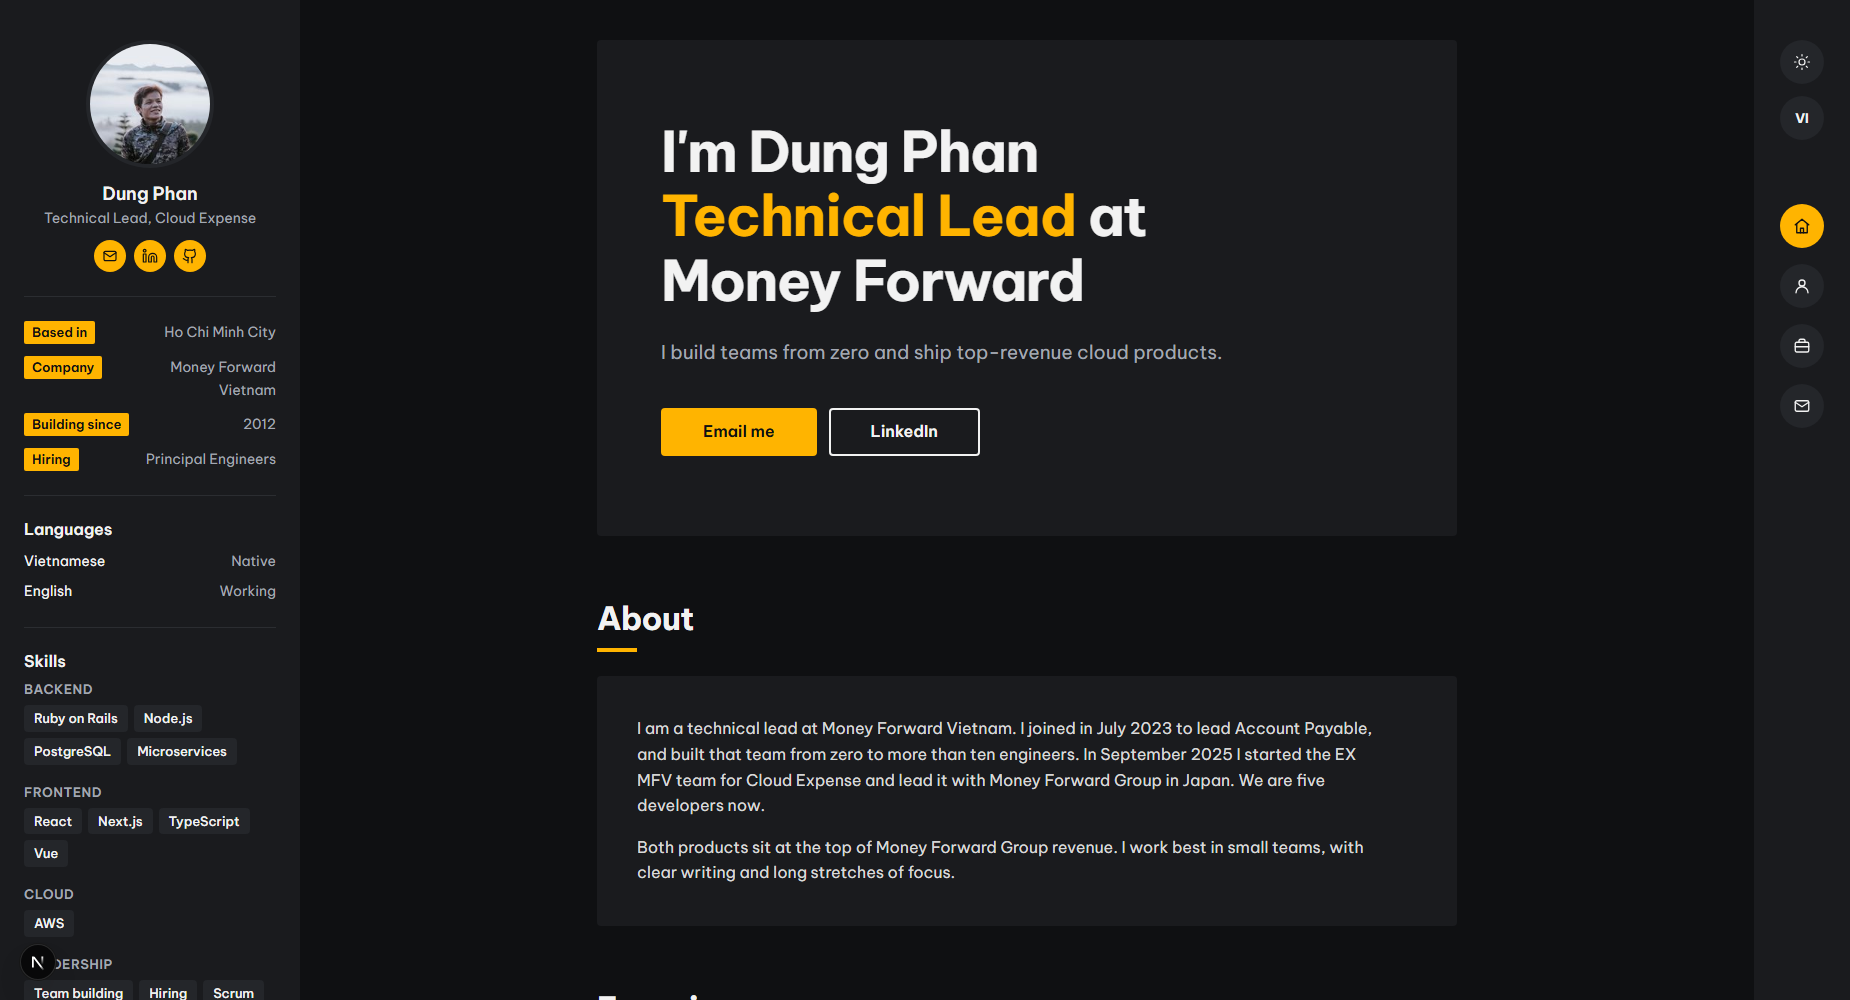 Dung Phan
Technical Lead, Cloud Expense
Based in Ho Chi Minh City
Company Money Forward
Vietnam
Building since 2012
Hiring Principal Engineers
Languages
Vietnamese Native
English Working
Skills
BACKEND
Ruby on Rails Node.js
PostgreSQL Microservices
FRONTEND
React Next.js TypeScript
Vue
CLOUD
AWS
DERSHIP
Team building Hiring Scrum
I'm Dung Phan
Technical Lead at
Money Forward
I build teams from zero and ship top-revenue cloud products.
Email me LinkedIn
About
I am a technical lead at Money Forward Vietnam. I joined in July 2023 to lead Account Payable,
and built that team from zero to more than ten engineers. In September 2025 I started the EX
MFV team for Cloud Expense and lead it with Money Forward Group in Japan. We are five
developers now.
Both products sit at the top of Money Forward Group revenue. I work best in small teams, with
clear writing and long stretches of focus.
VI